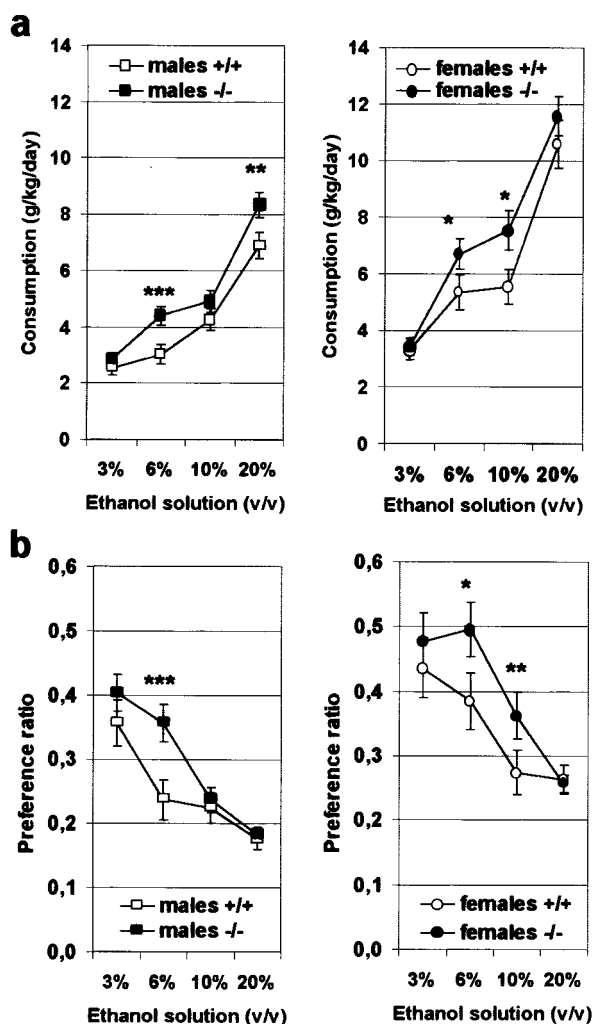 a
14
12
10
8
6
4
2
0
Consumption (g/kg/day)
males +/+
males -/-
***
**
3% 6% 10% 20%
Ethanol solution (v/v)
14
12
10
8
6
4
2
0
Consumption (g/kg/day)
females +/+
females -/-
*
*
3% 6% 10% 20%
Ethanol solution (v/v)
b
0,6
0,5
0,4
0,3
0,2
0,1
0,0
Preference ratio
***
males +/+
males -/-
3% 6% 10% 20%
Ethanol solution (v/v)
0,6
0,5
0,4
0,3
0,2
0,1
0,0
Preference ratio
*
**
females +/+
females -/-
3% 6% 10% 20%
Ethanol solution (v/v)